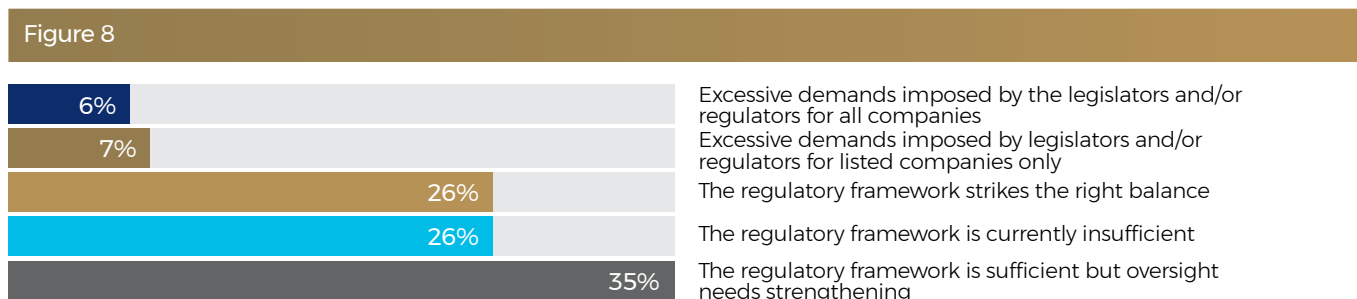 Figure 8
6%
Excessive demands imposed by the legislators and/or
regulators for all companies
7%
Excessive demands imposed by legislators and/or
regulators for listed companies only
26%
The regulatory framework strikes the right balance
26%
The regulatory framework is currently insufficient
35%
The regulatory framework is sufficient but oversight
needs strengthening